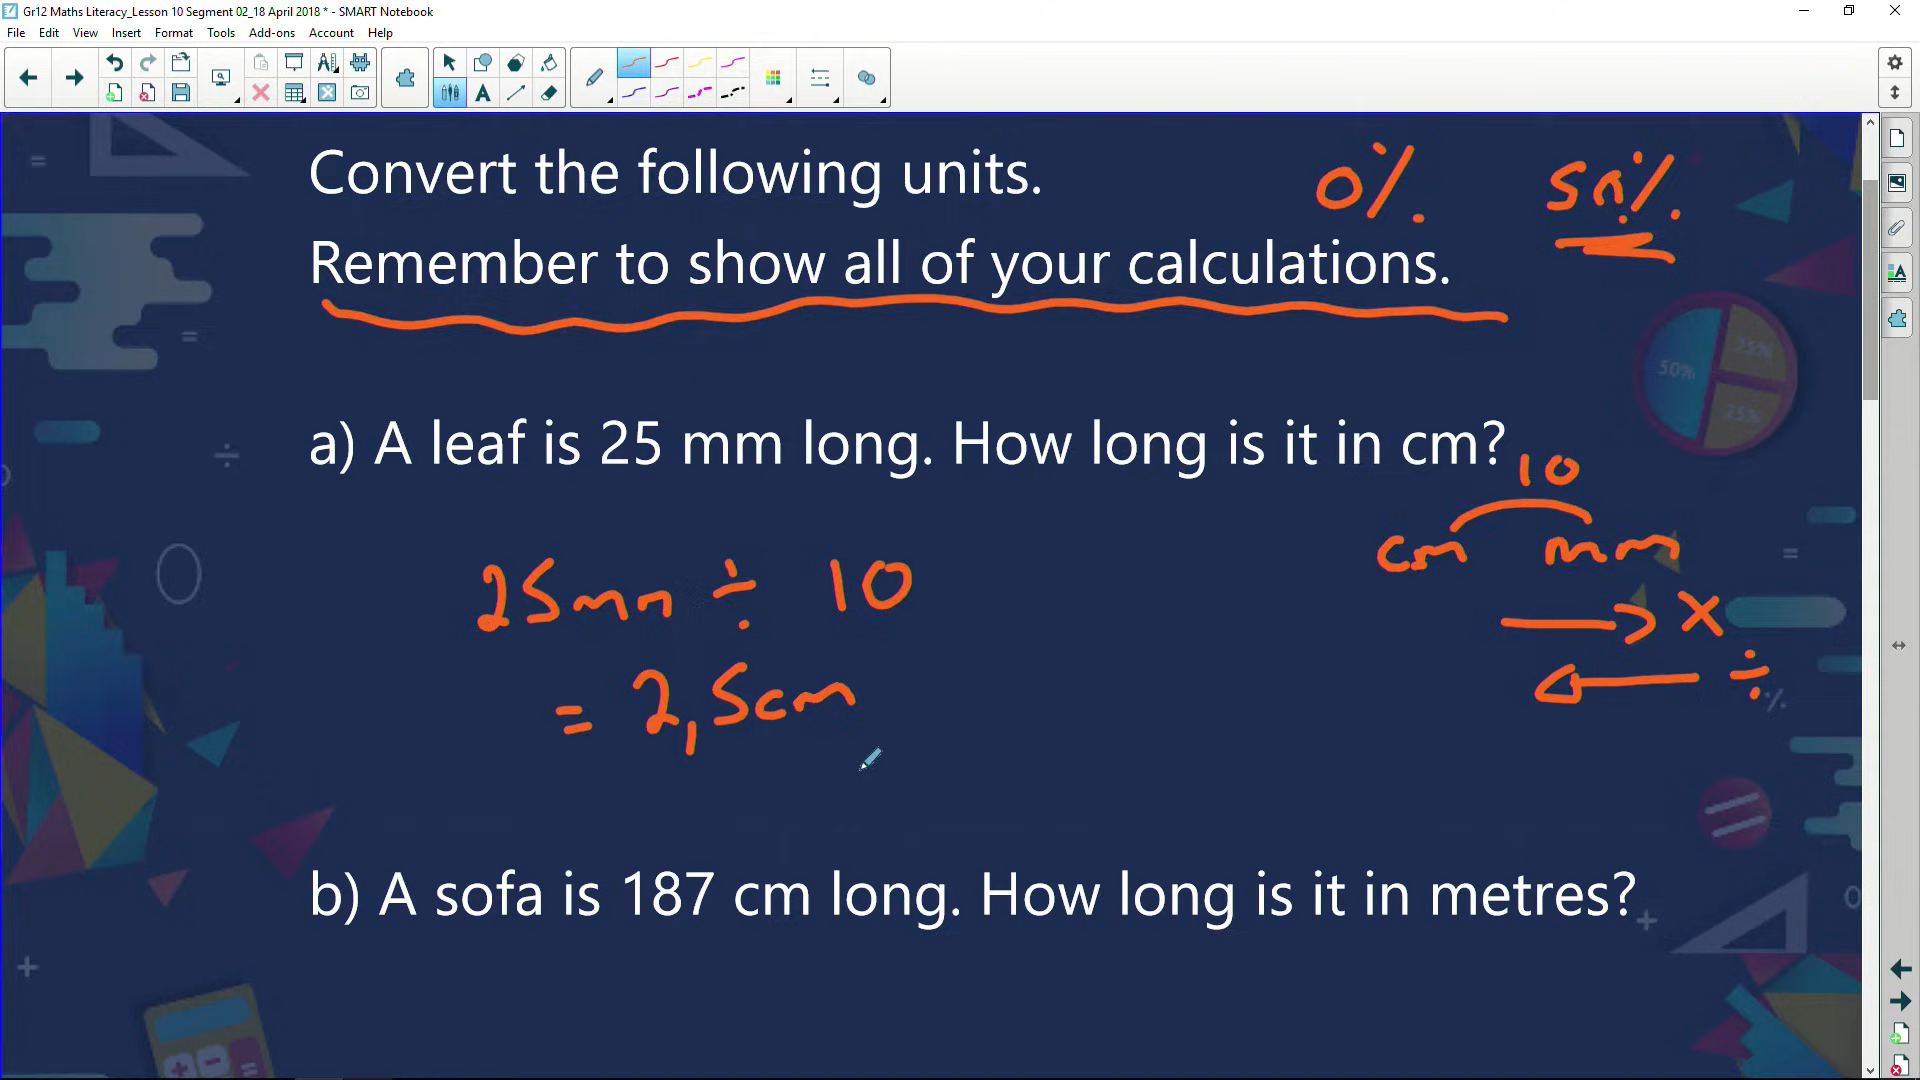 Gr12 Maths Literacy_Lesson 10 Segment 02_18 April 2018 * - SMART Notebook
File Edit View Insert Format Tools Add-ons Account Help
Convert the following units.
0%
Remember to show all of your calculations.
50%
25%
25%
a) A leaf is 25 mm long. How long is it in cm?
10
cm mm
25mm ÷ 10
→ ×
= 2,5cm
← ÷
b) A sofa is 187 cm long. How long is it in metres?